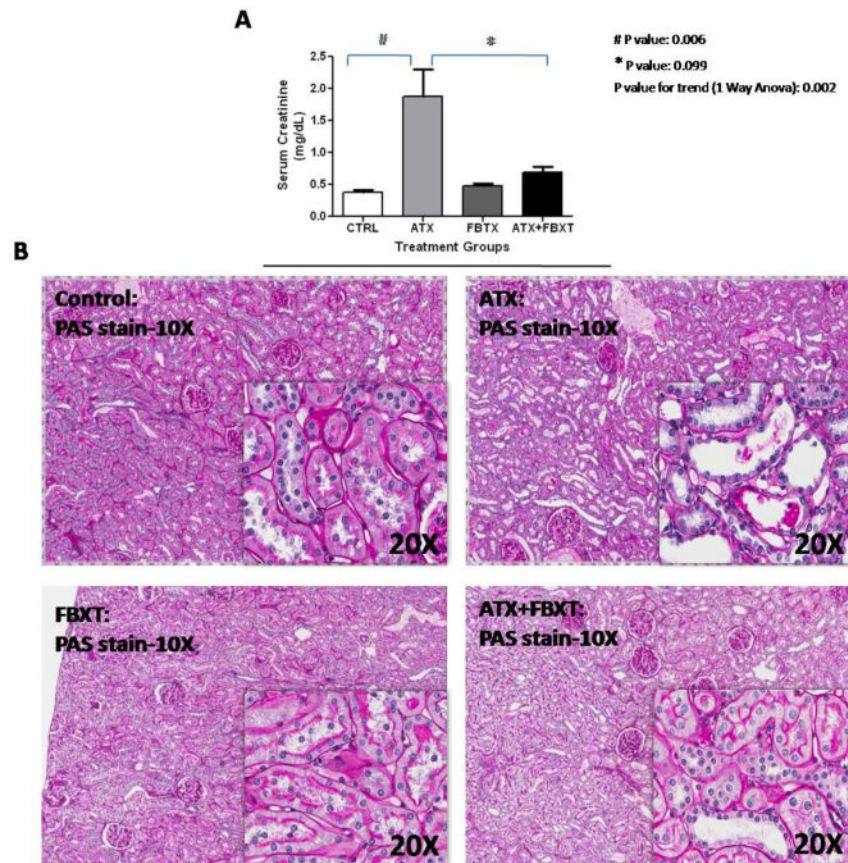 A
# *
# P value: 0.006
* P value: 0.099
P value for trend (1 Way Anova): 0.002
Serum Creatinine
(mg/dL)
2.5
2.0
1.5
1.0
0.5
0.0
CTRL ATX FBTX ATX+FBXT
Treatment Groups
B
Control:
PAS stain-10X
20X
ATX:
PAS stain-10X
20X
FBXT:
PAS stain-10X
20X
ATX+FBXT:
PAS stain-10X
20X